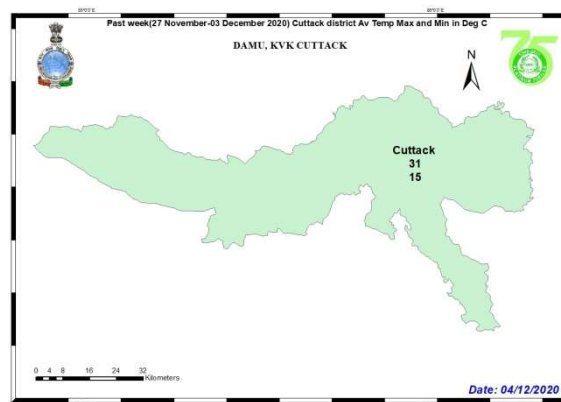 Past week(27 November-03 December 2020) Cuttack district Av Temp Max and Min in Deg C
DAMU, KVK CUTTACK
N
75
Cuttack
31
15
0 4 8 16 24 32
Kilometers
Date: 04/12/2020